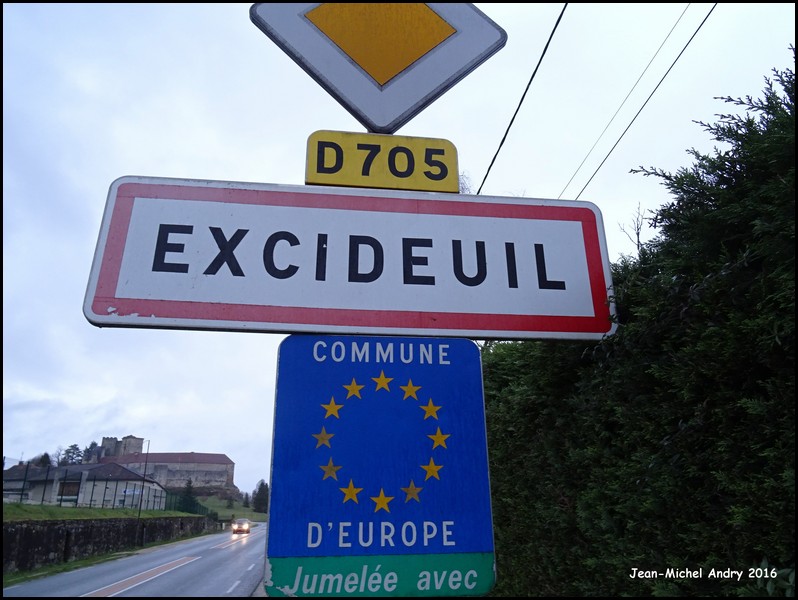 D705
EXCIDEUIL
COMMUNE
D'EUROPE
Jumelée avec
Jean-Michel Andry 2016